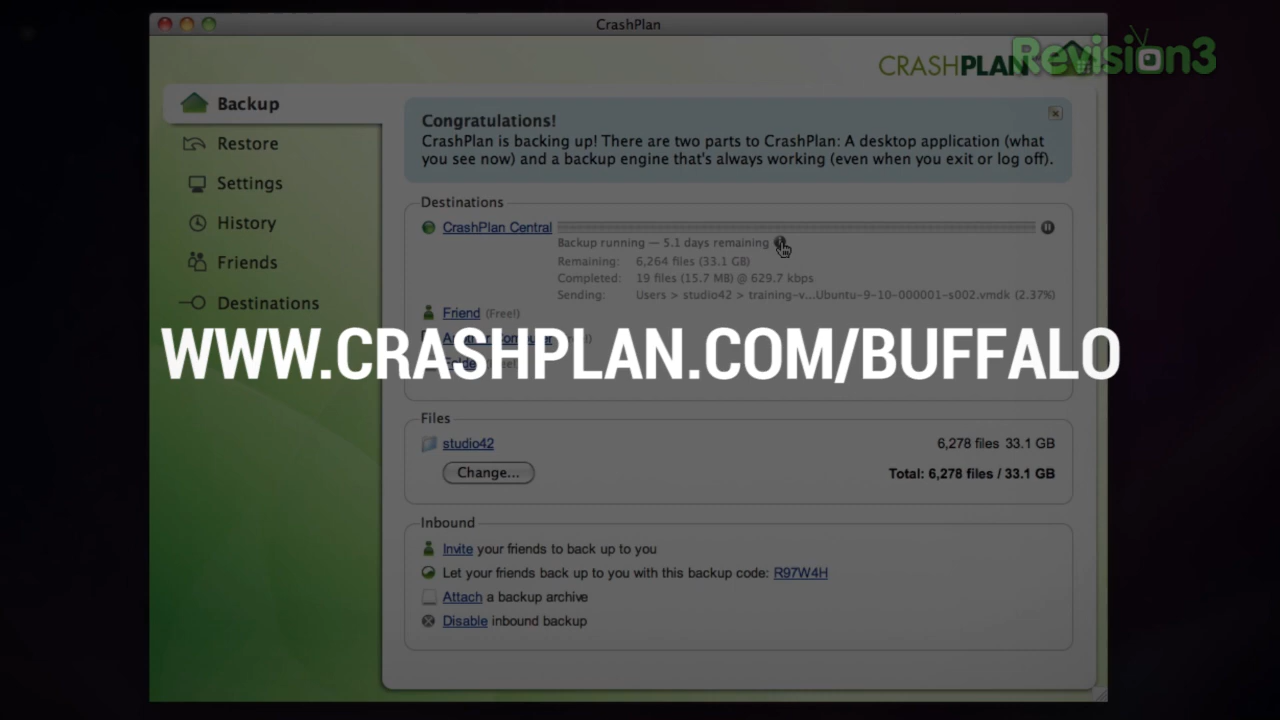 CrashPlan
Revision3
CRASHPLAN
Backup
Restore
Settings
History
Friends
Destinations
Congratulations!
CrashPlan is backing up! There are two parts to CrashPlan: A desktop application (what
you see now) and a backup engine that's always working (even when you exit or log off).
Destinations
CrashPlan Central
Backup running — 5.1 days remaining
Remaining: 6,264 files (33.1 GB)
Completed: 19 files (15.7 MB) @ 629.7 kbps
Sending: Users > studio42 > training-v...Ubuntu-9-10-000001-s002.vmdk (2.37%)
Friend (Free!)
WWW.CRASHPLAN.COM/BUFFALO
Files
studio42 6,278 files 33.1 GB
Change... Total: 6,278 files / 33.1 GB
Inbound
Invite your friends to back up to you
Let your friends back up to you with this backup code: R97W4H
Attach a backup archive
Disable inbound backup